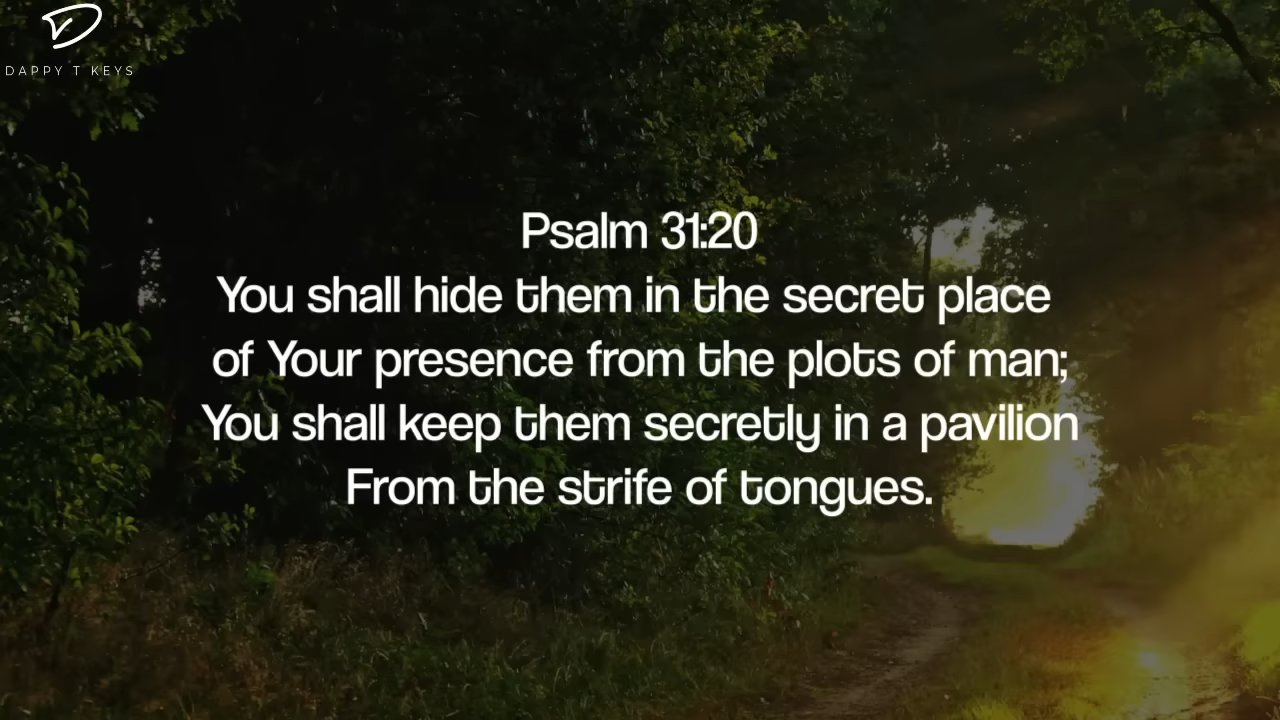 DAPPY T KEYS
Psalm 31:20
You shall hide them in the secret place
of Your presence from the plots of man;
You shall keep them secretly in a pavilion
From the strife of tongues.